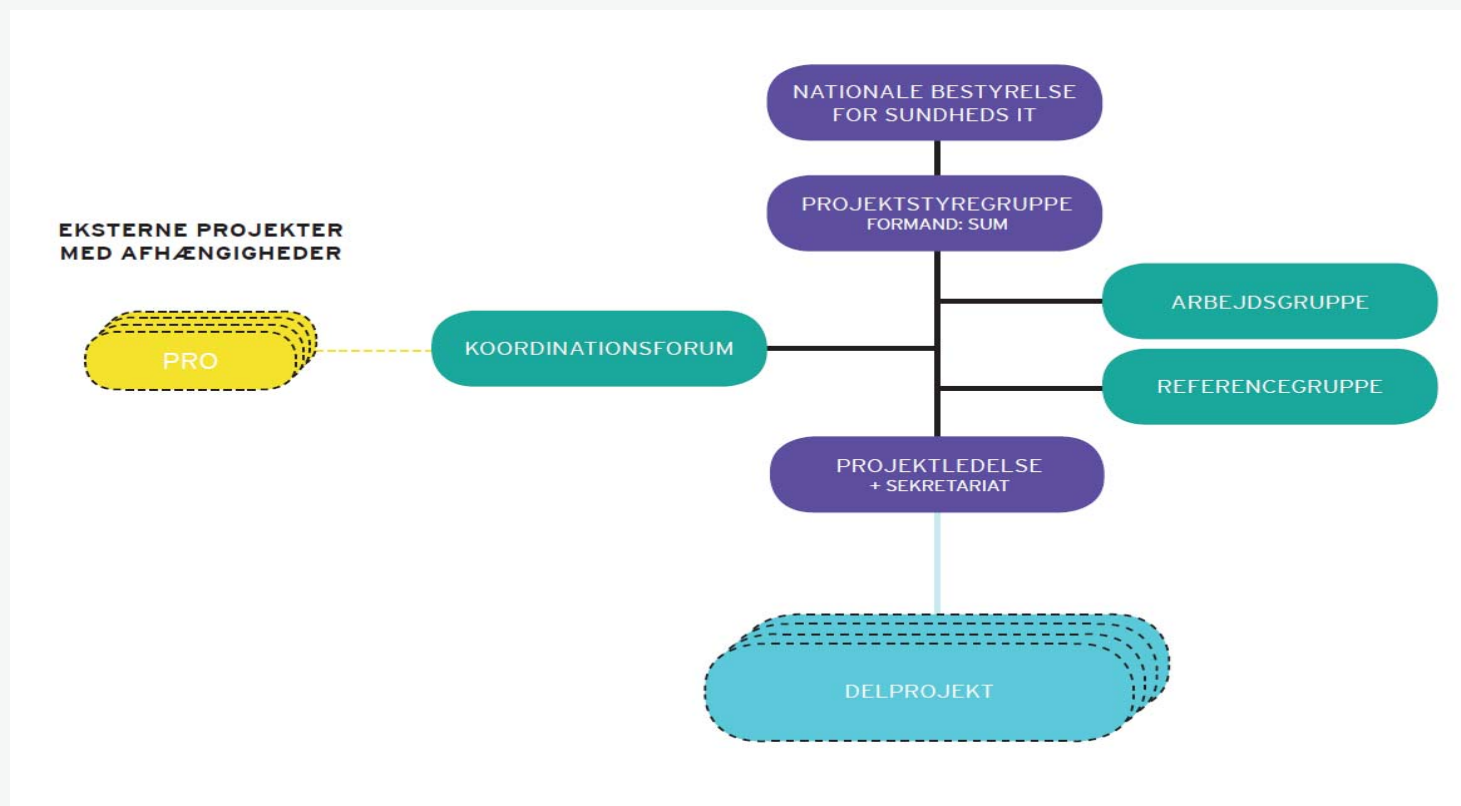 NATIONALE BESTYRELSE
FOR SUNDHEDS IT
PROJEKTSTYREGRUPPE
FORMAND: SUM
EKSTERNE PROJEKTER
MED AFHÆNGIGHEDER
ARBEJDSGRUPPE
PRO
KOORDINATIONSFORUM
REFERENCEGRUPPE
PROJEKTLEDELSE
+ SEKRETARIAT
DELPROJEKT